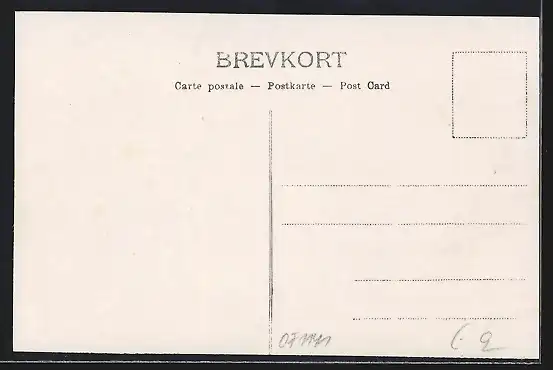 BREVKORT
Carte postale — Postkarte — Post Card